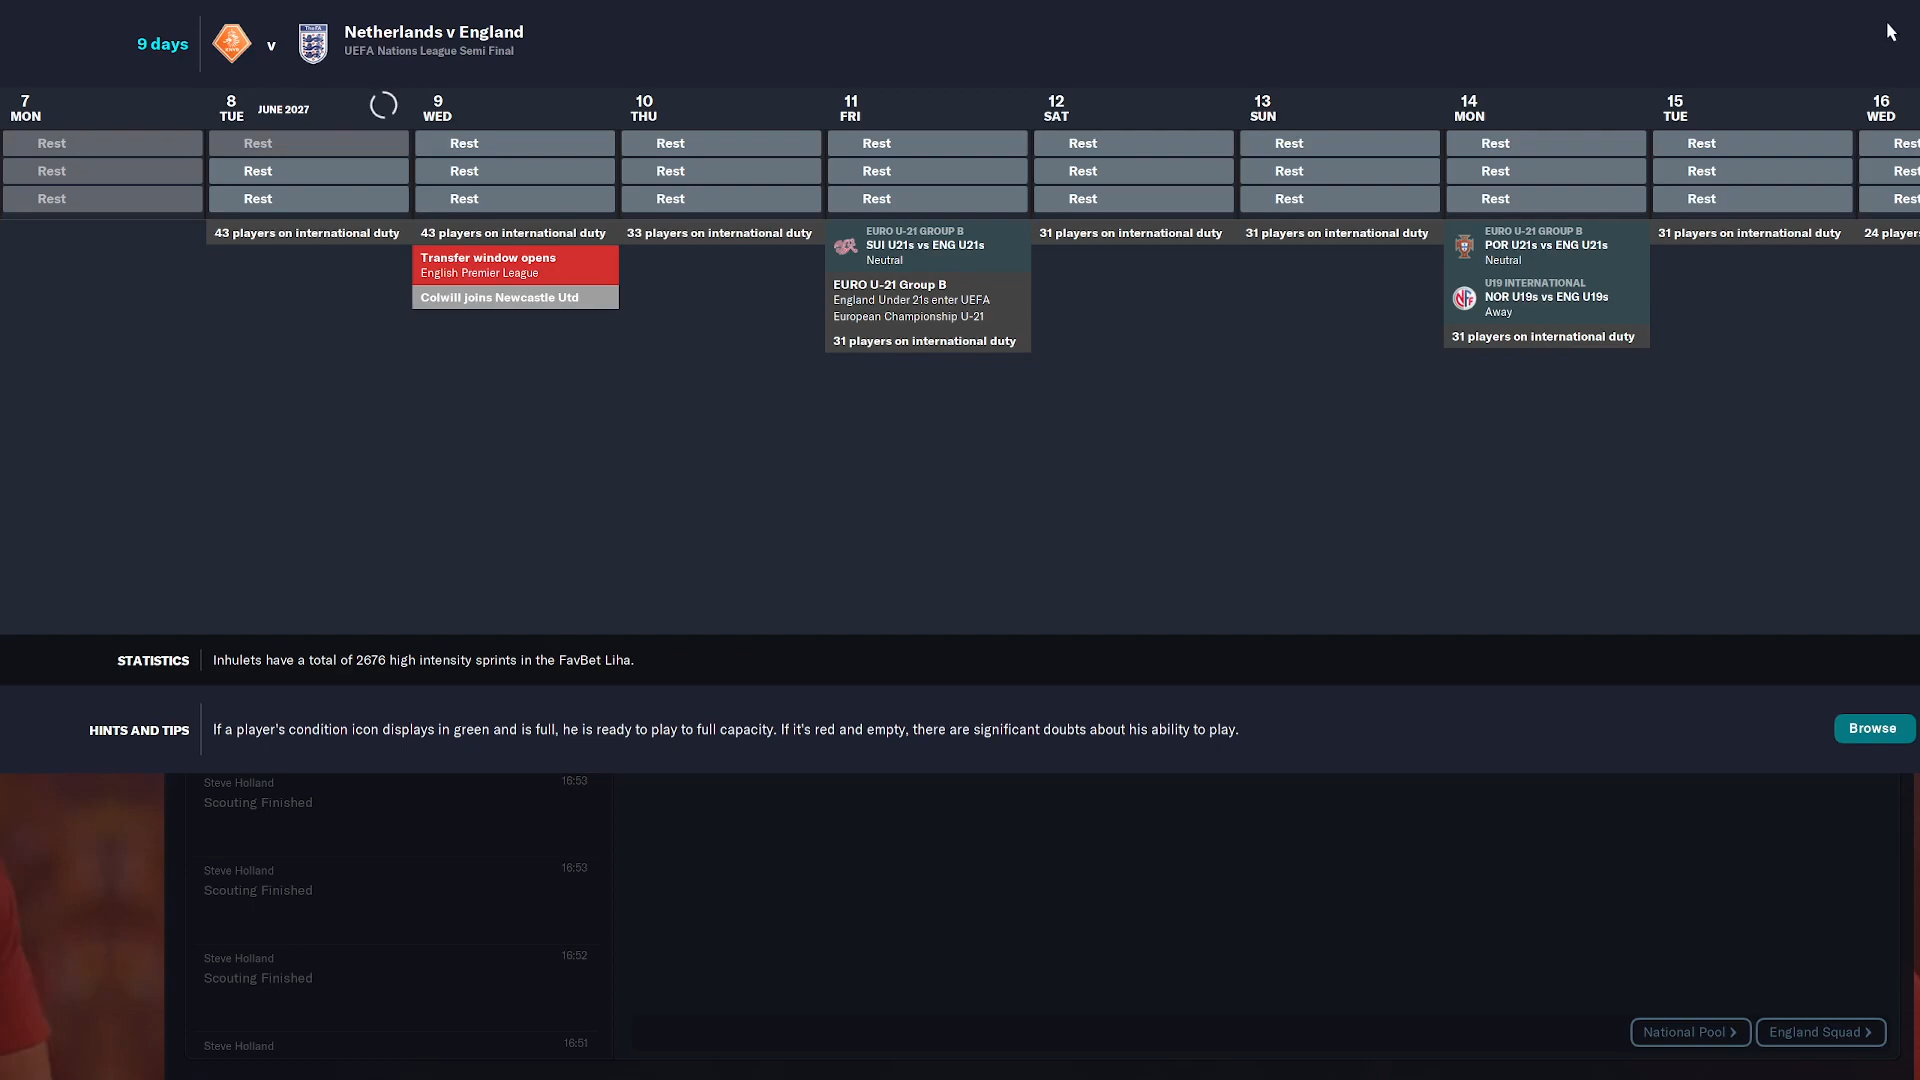 9 days
v
Netherlands v England
UEFA Nations League Semi Final
7
MON
8
TUE
JUNE 2027
9
WED
10
THU
11
FRI
12
SAT
13
SUN
14
MON
15
TUE
16
WED
Rest Rest Rest Rest Rest Rest Rest Rest Rest Rest
Rest Rest Rest Rest Rest Rest Rest Rest Rest Rest
Rest Rest Rest Rest Rest Rest Rest Rest Rest Rest
43 players on international duty
43 players on international duty
Transfer window opens
English Premier League
Colwill joins Newcastle Utd
33 players on international duty
EURO U-21 GROUP B
SUI U21s vs ENG U21s
Neutral
EURO U-21 Group B
England Under 21s enter UEFA
European Championship U-21
31 players on international duty
31 players on international duty
31 players on international duty
EURO U-21 GROUP B
POR U21s vs ENG U21s
Neutral
U19 INTERNATIONAL
NOR U19s vs ENG U19s
Away
31 players on international duty
31 players on international duty
24 players
STATISTICS
Inhulets have a total of 2676 high intensity sprints in the FavBet Liha.
HINTS AND TIPS
If a player's condition icon displays in green and is full, he is ready to play to full capacity. If it's red and empty, there are significant doubts about his ability to play.
Browse
Steve Holland 16:53
Scouting Finished
Steve Holland 16:53
Scouting Finished
Steve Holland 16:52
Scouting Finished
Steve Holland 16:51
National Pool >
England Squad >